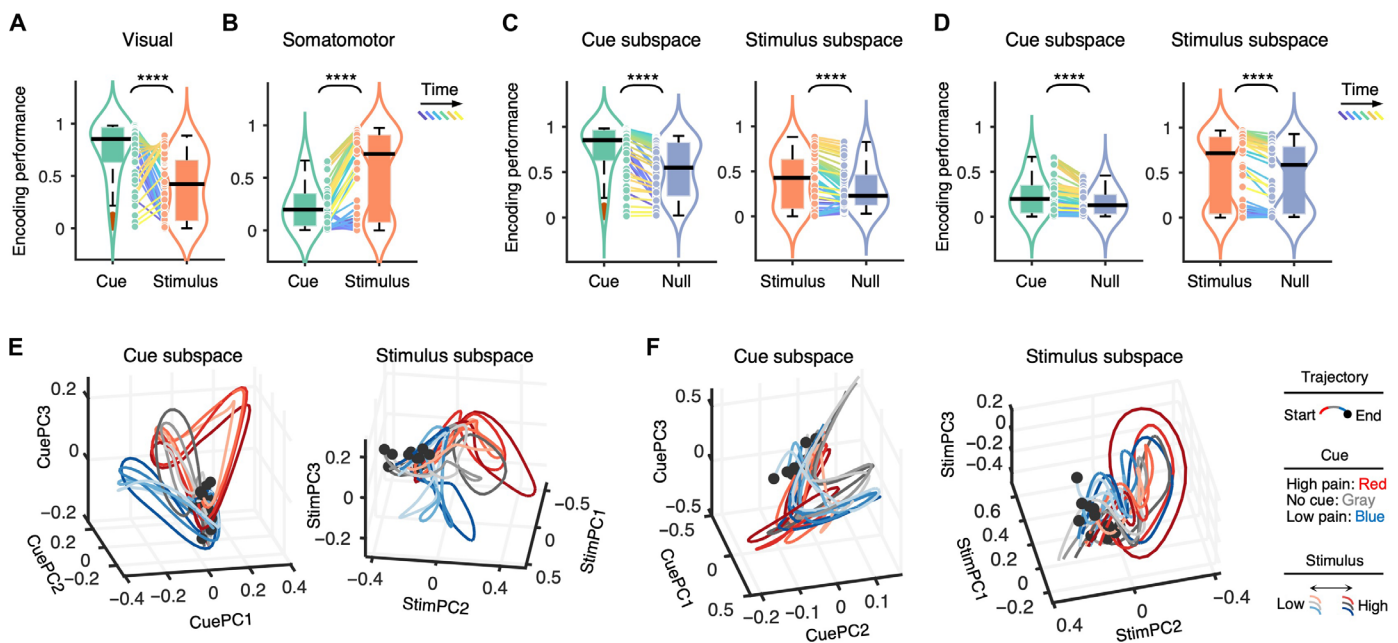 A
Visual
B
Somatomotor
C
Cue subspace
Stimulus subspace
D
Cue subspace
Stimulus subspace
Encoding performance
1
0.5
0
****
Cue
Stimulus
1
0.5
0
****
Cue
Stimulus
Time
Encoding performance
1
0.5
0
****
Cue
Null
1
0.5
0
****
Stimulus
Null
Encoding performance
1
0.5
0
****
Cue
Null
1
0.5
0
****
Stimulus
Null
Time
E
Cue subspace
CuePC3
0.2
0
−0.2
CuePC2
0.2
0
−0.2
−0.4
−0.2
0
0.2
0.4
CuePC1
Stimulus subspace
StimPC3
0.2
0
−0.2
−0.4
0
0.4
StimPC2
−0.5
0
0.5
StimPC1
F
Cue subspace
CuePC3
0.5
0
−0.5
−0.5
0
0.5
CuePC1
−0.2
−0.1
0
0.1
CuePC2
Stimulus subspace
StimPC3
0.2
0
−0.2
−0.4
0.6
0.4
0.2
0
−0.2
StimPC1
0.4
0
−0.4
StimPC2
Trajectory
Start
End
Cue
High pain: Red
No cue: Gray
Low pain: Blue
Stimulus
Low
High